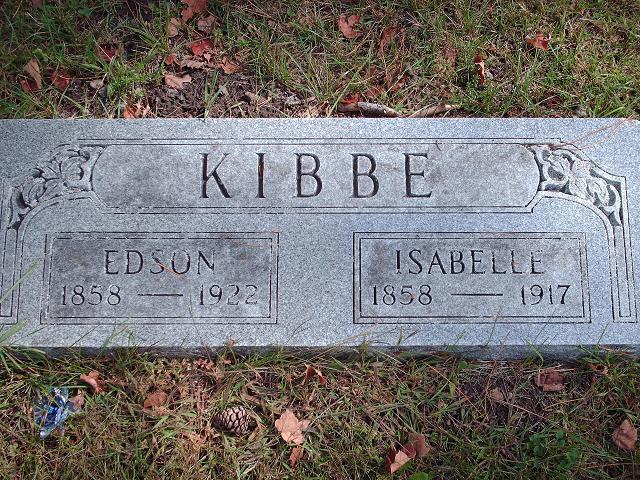 KIBBE
EDSON
1858 — 1922
ISABELLE
1858 — 1917